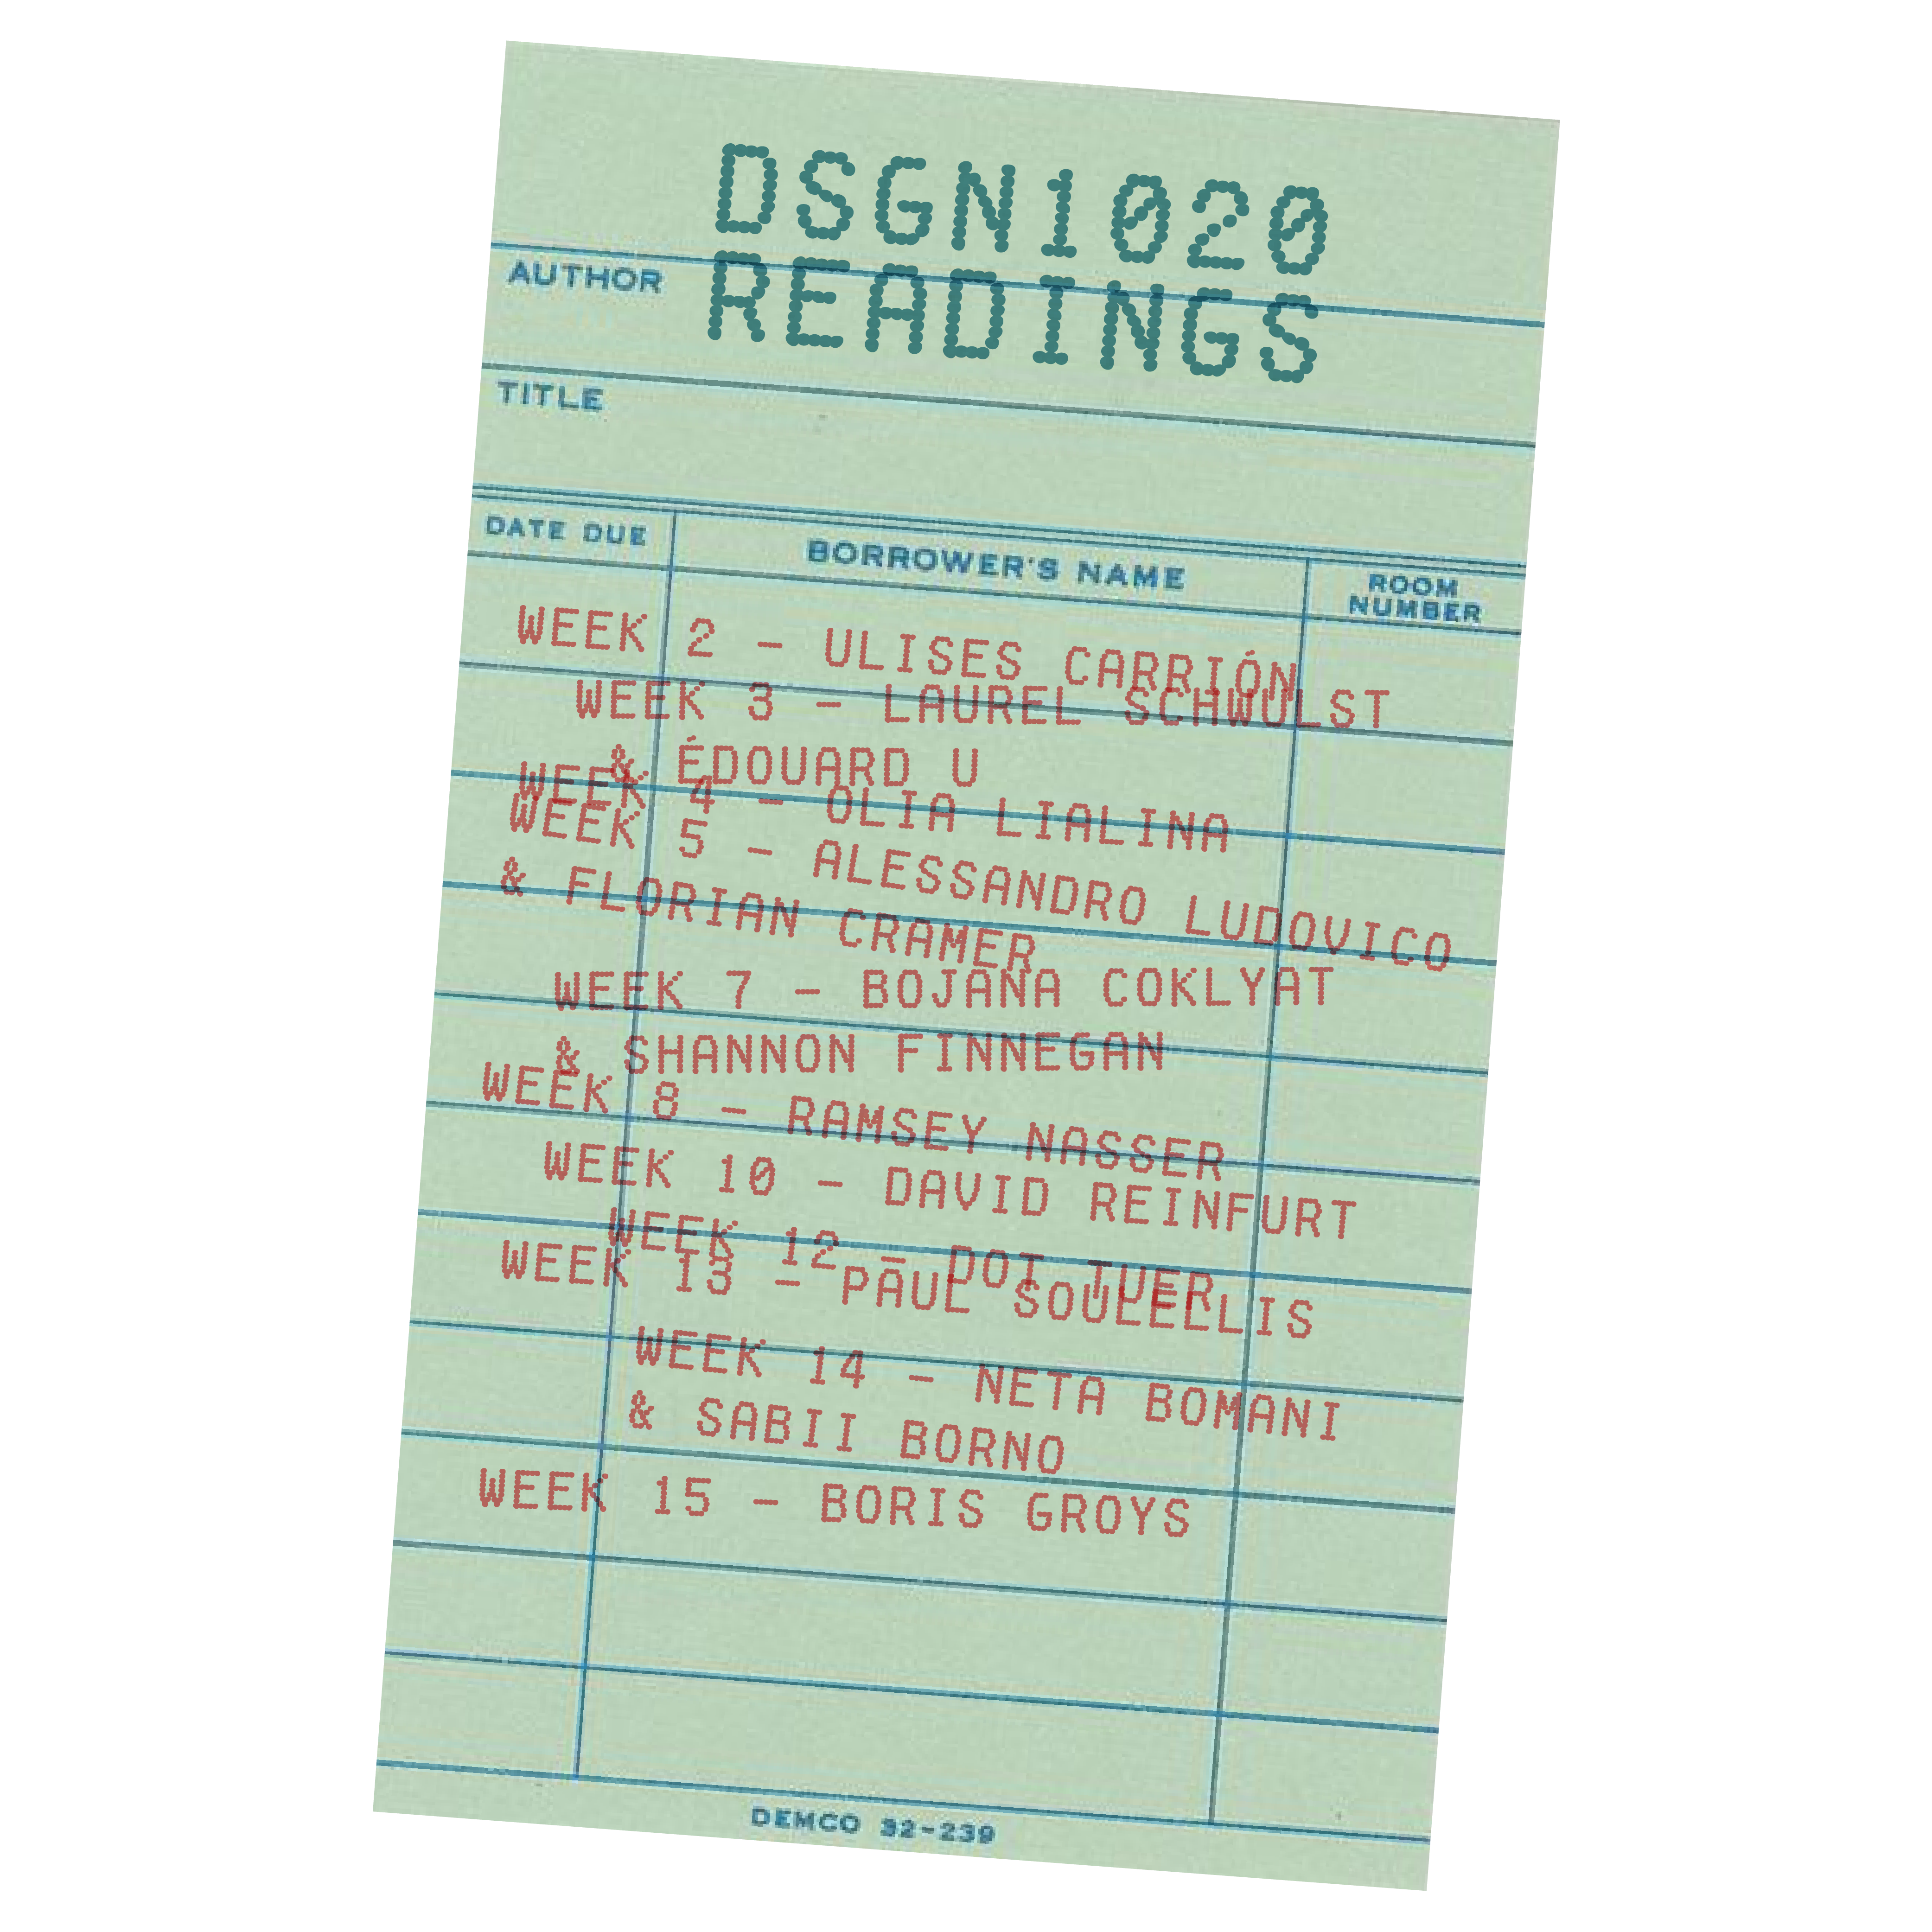 DSGN1020
READINGS
AUTHOR
TITLE
DATE DUE
BORROWER'S NAME
ROOM
NUMBER
WEEK 2 - ULISES CARRIÓN
WEEK 3 - LAUREL SCHWULST
& ÉDOUARD U
WEEK 4 - OLIA LIALINA
WEEK 5 - ALESSANDRO LUDOVICO
& FLORIAN CRAMER
WEEK 7 - BOJANA COKLYAT
& SHANNON FINNEGAN
WEEK 8 - RAMSEY NASSER
WEEK 10 - DAVID REINFURT
WEEK 12 - DOT TUER
WEEK 13 - PAUL SOULELLIS
WEEK 14 - NETA BOMANI
& SABII BORNO
WEEK 15 - BORIS GROYS
DEMCO 32-239